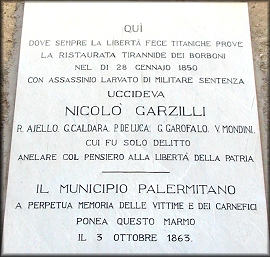 QUÌ
DOVE SEMPRE LA LIBERTÀ FECE TITANICHE PROVE
LA RISTAURATA TIRANNIDE DEI BORBONI
NEL DÌ 28 GENNAJO 1850
CON ASSASSINIO LARVATO DI MILITARE SENTENZA
UCCIDEVA
NICOLÒ GARZILLI
R. AJELLO, G. CALDARA, P. DE LUCA, G. GAROFALO, V. MONDINI,
CUI FU SOLO DELITTO
ANELARE COL PENSIERO ALLA LIBERTÁ DELLA PATRIA
IL MUNICIPIO PALERMITANO
A PERPETUA MEMORIA DELLE VITTIME E DEI CARNEFICI
PONEA QUESTO MARMO
IL 3 OTTOBRE 1863.